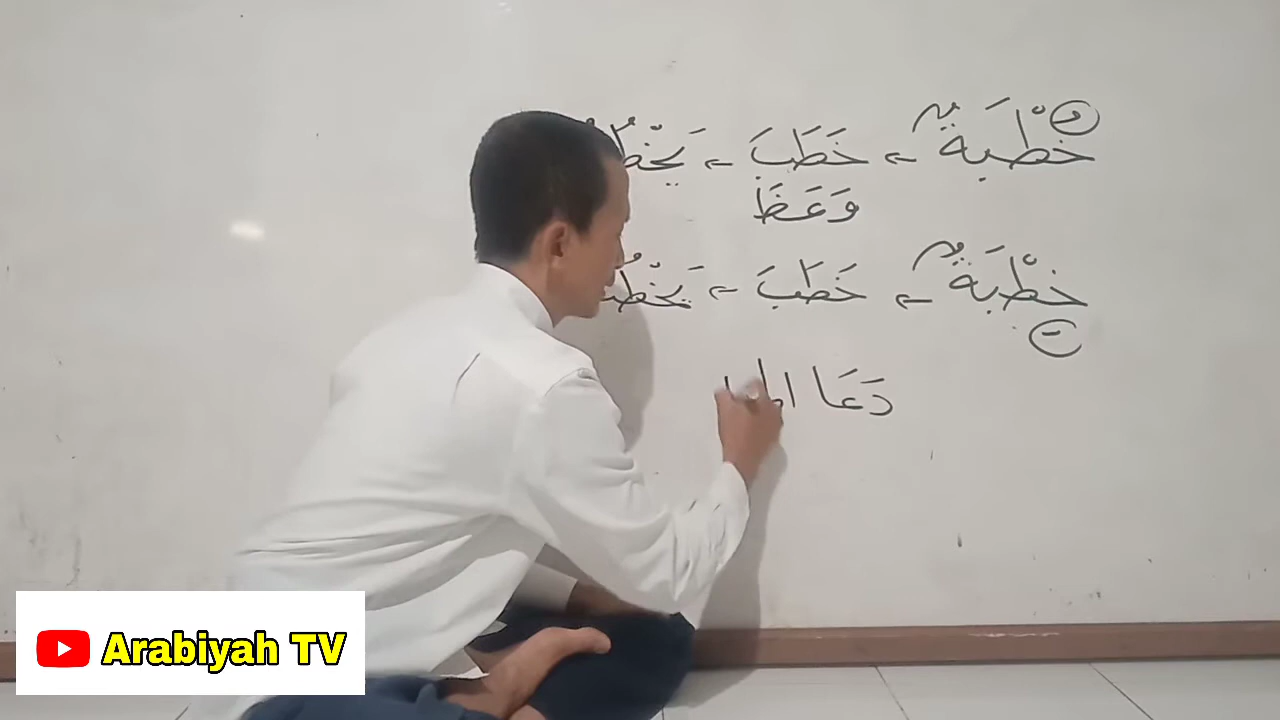 خُطْبَةٌ ← خَطَبَ -
وَعَظَ
خِطْبَةٌ ← خَطَبَ -
دَعَا
Arabiyah TV